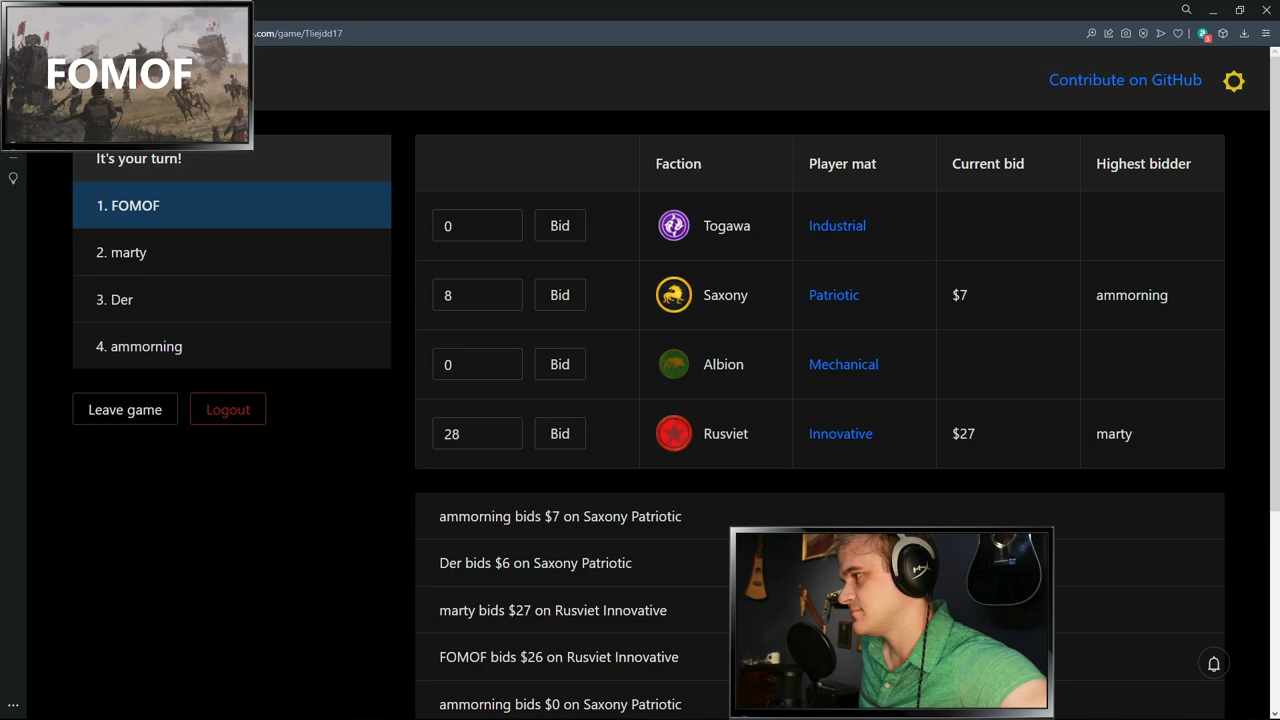 FOMOF
.com/game/Tliejdd17
3
Contribute on GitHub
It's your turn!
1. FOMOF
2. marty
3. Der
4. ammorning
Leave game
Logout
Faction
Player mat
Current bid
Highest bidder
0
Bid
Togawa
Industrial
8
Bid
Saxony
Patriotic
$7
ammorning
0
Bid
Albion
Mechanical
28
Bid
Rusviet
Innovative
$27
marty
ammorning bids $7 on Saxony Patriotic
Der bids $6 on Saxony Patriotic
marty bids $27 on Rusviet Innovative
FOMOF bids $26 on Rusviet Innovative
ammorning bids $0 on Saxony Patriotic